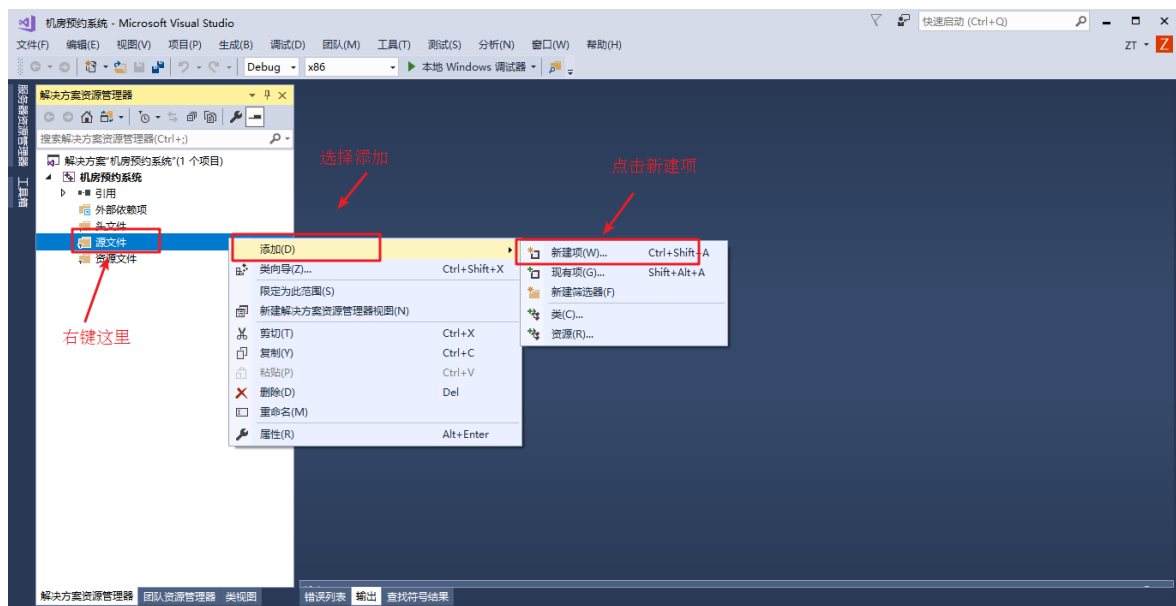 机房预约系统 - Microsoft Visual Studio
快速启动 (Ctrl+Q)
文件(F) 编辑(E) 视图(V) 项目(P) 生成(B) 调试(D) 团队(M) 工具(T) 测试(S) 分析(N) 窗口(W) 帮助(H)
ZT Z
Debug x86 本地 Windows 调试器
服务器资源管理器
工具箱
解决方案资源管理器
搜索解决方案资源管理器(Ctrl+;)
解决方案"机房预约系统"(1 个项目)
机房预约系统
引用
外部依赖项
头文件
源文件
资源文件
右键这里
选择添加
点击新建项
添加(D)
类向导(Z)... Ctrl+Shift+X
限定为此范围(S)
新建解决方案资源管理器视图(N)
剪切(T) Ctrl+X
复制(Y) Ctrl+C
粘贴(P) Ctrl+V
删除(D) Del
重命名(M)
属性(R) Alt+Enter
新建项(W)... Ctrl+Shift+A
现有项(G)... Shift+Alt+A
新建筛选器(F)
类(C)...
资源(R)...
解决方案资源管理器 团队资源管理器 类视图
错误列表 输出 查找符号结果